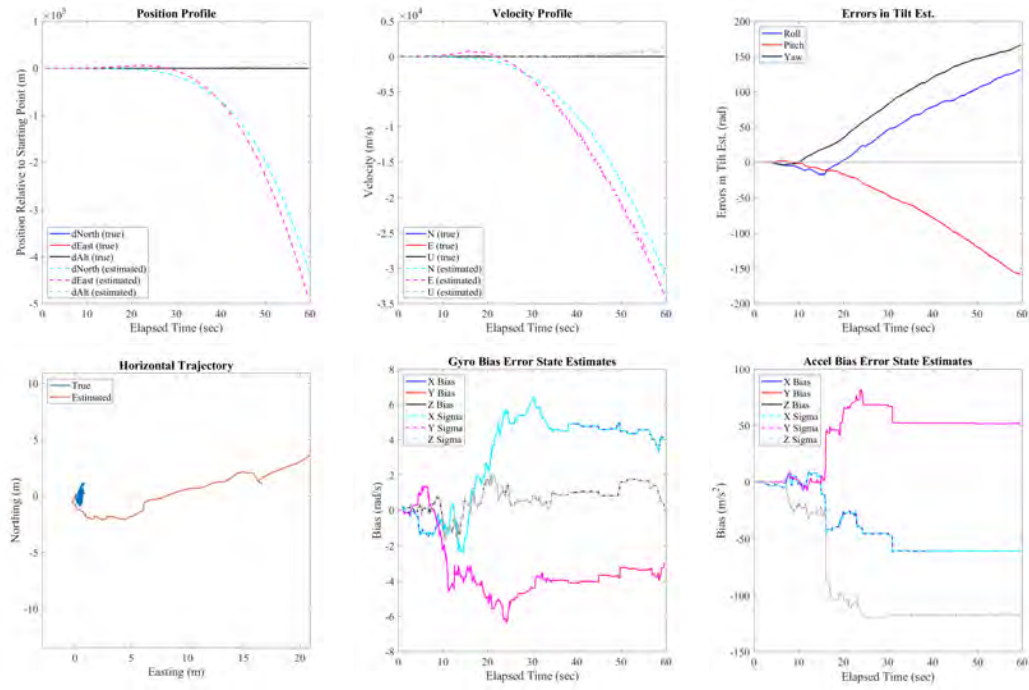 Position Profile
×10⁵
1
0
-1
-2
-3
-4
-5
Position Relative to Starting Point (m)
dNorth (true)
dEast (true)
dAlt (true)
dNorth (estimated)
dEast (estimated)
dAlt (estimated)
0 10 20 30 40 50 60
Elapsed Time (sec)
Velocity Profile
×10⁴
0.5
0
-0.5
-1
-1.5
-2
-2.5
-3
-3.5
Velocity (m/s)
N (true)
E (true)
U (true)
N (estimated)
E (estimated)
U (estimated)
0 10 20 30 40 50 60
Elapsed Time (sec)
Errors in Tilt Est.
200
150
100
50
0
-50
-100
-150
-200
Errors in Tilt Est. (rad)
Roll
Pitch
Yaw
0 10 20 30 40 50 60
Elapsed Time (sec)
Horizontal Trajectory
10
5
0
-5
-10
Northing (m)
True
Estimated
0 5 10 15 20
Easting (m)
Gyro Bias Error State Estimates
8
6
4
2
0
-2
-4
-6
-8
Bias (rad/s)
X Bias
Y Bias
Z Bias
X Sigma
Y Sigma
Z Sigma
0 10 20 30 40 50 60
Elapsed Time (sec)
Accel Bias Error State Estimates
100
50
0
-50
-100
-150
Bias (m/s²)
X Bias
Y Bias
Z Bias
X Sigma
Y Sigma
Z Sigma
0 10 20 30 40 50 60
Elapsed Time (sec)